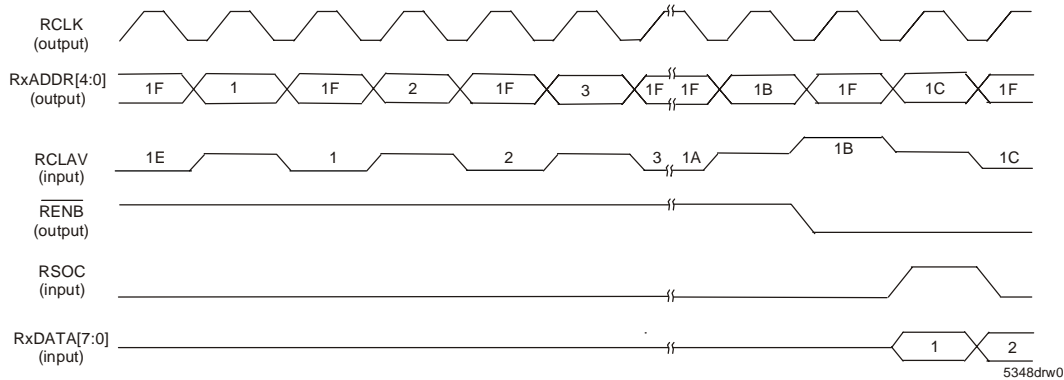 RCLK
(output)
RxADDR[4:0]
(output)
1F 1 1F 2 1F 3 1F 1F 1B 1F 1C 1F
RCLAV
(input)
1E 1 2 3 1A 1B 1C
RENB
(output)
RSOC
(input)
RxDATA[7:0]
(input)
1 2
5348drw0